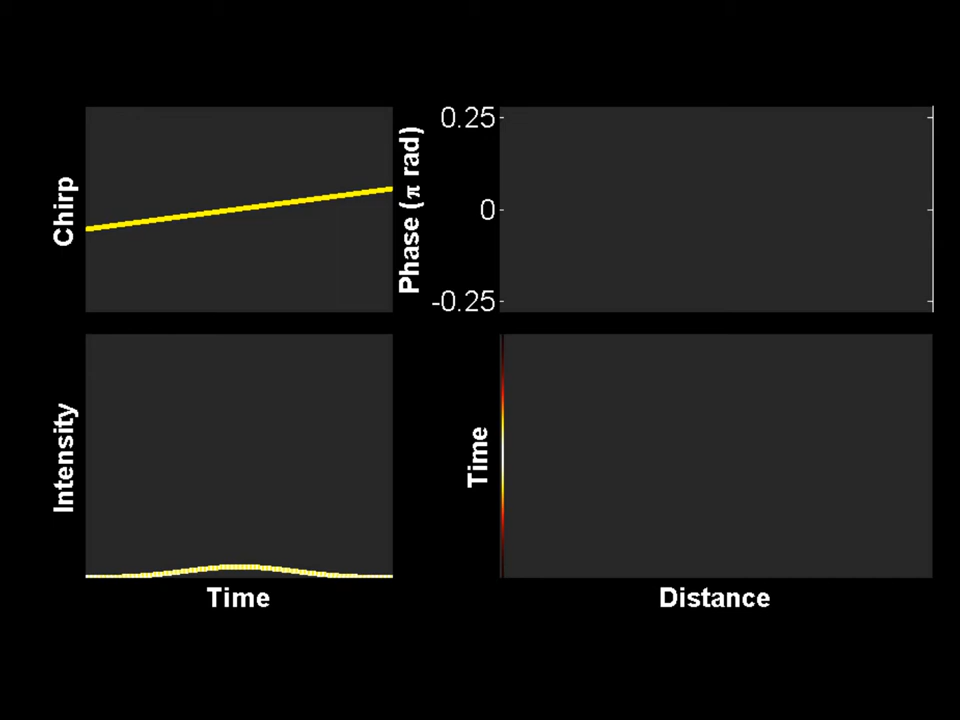 Chirp
Phase (π rad)
0.25
0
-0.25
Intensity
Time
Time
Distance